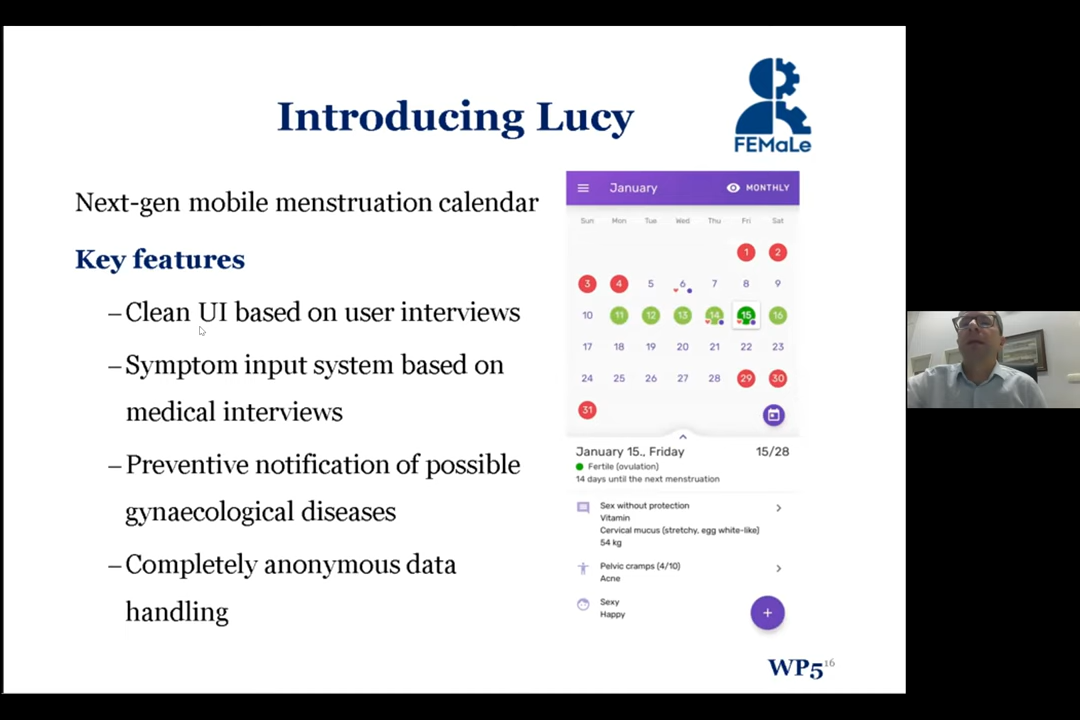 Introducing Lucy
FEMaLe
Next-gen mobile menstruation calendar
Key features
–Clean UI based on user interviews
–Symptom input system based on
medical interviews
–Preventive notification of possible
gynaecological diseases
–Completely anonymous data
handling
January
MONTHLY
Sun Mon Tue Wed Thu Fri Sat
1 2
3 4 5 6 7 8 9
10 11 12 13 14 15 16
17 18 19 20 21 22 23
24 25 26 27 28 29 30
31
January 15., Friday 15/28
Fertile (ovulation)
14 days until the next menstruation
Sex without protection
Vitamin
Cervical mucus (stretchy, egg white-like)
54 kg
Pelvic cramps (4/10)
Acne
Sexy
Happy
+
WP5 16